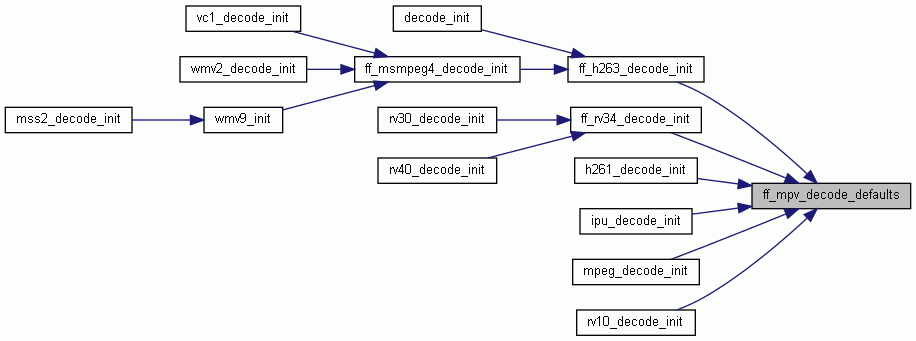 vc1_decode_init
decode_init
wmv2_decode_init
ff_msmpeg4_decode_init
ff_h263_decode_init
mss2_decode_init
wmv9_init
rv30_decode_init
ff_rv34_decode_init
rv40_decode_init
h261_decode_init
ff_mpv_decode_defaults
ipu_decode_init
mpeg_decode_init
rv10_decode_init